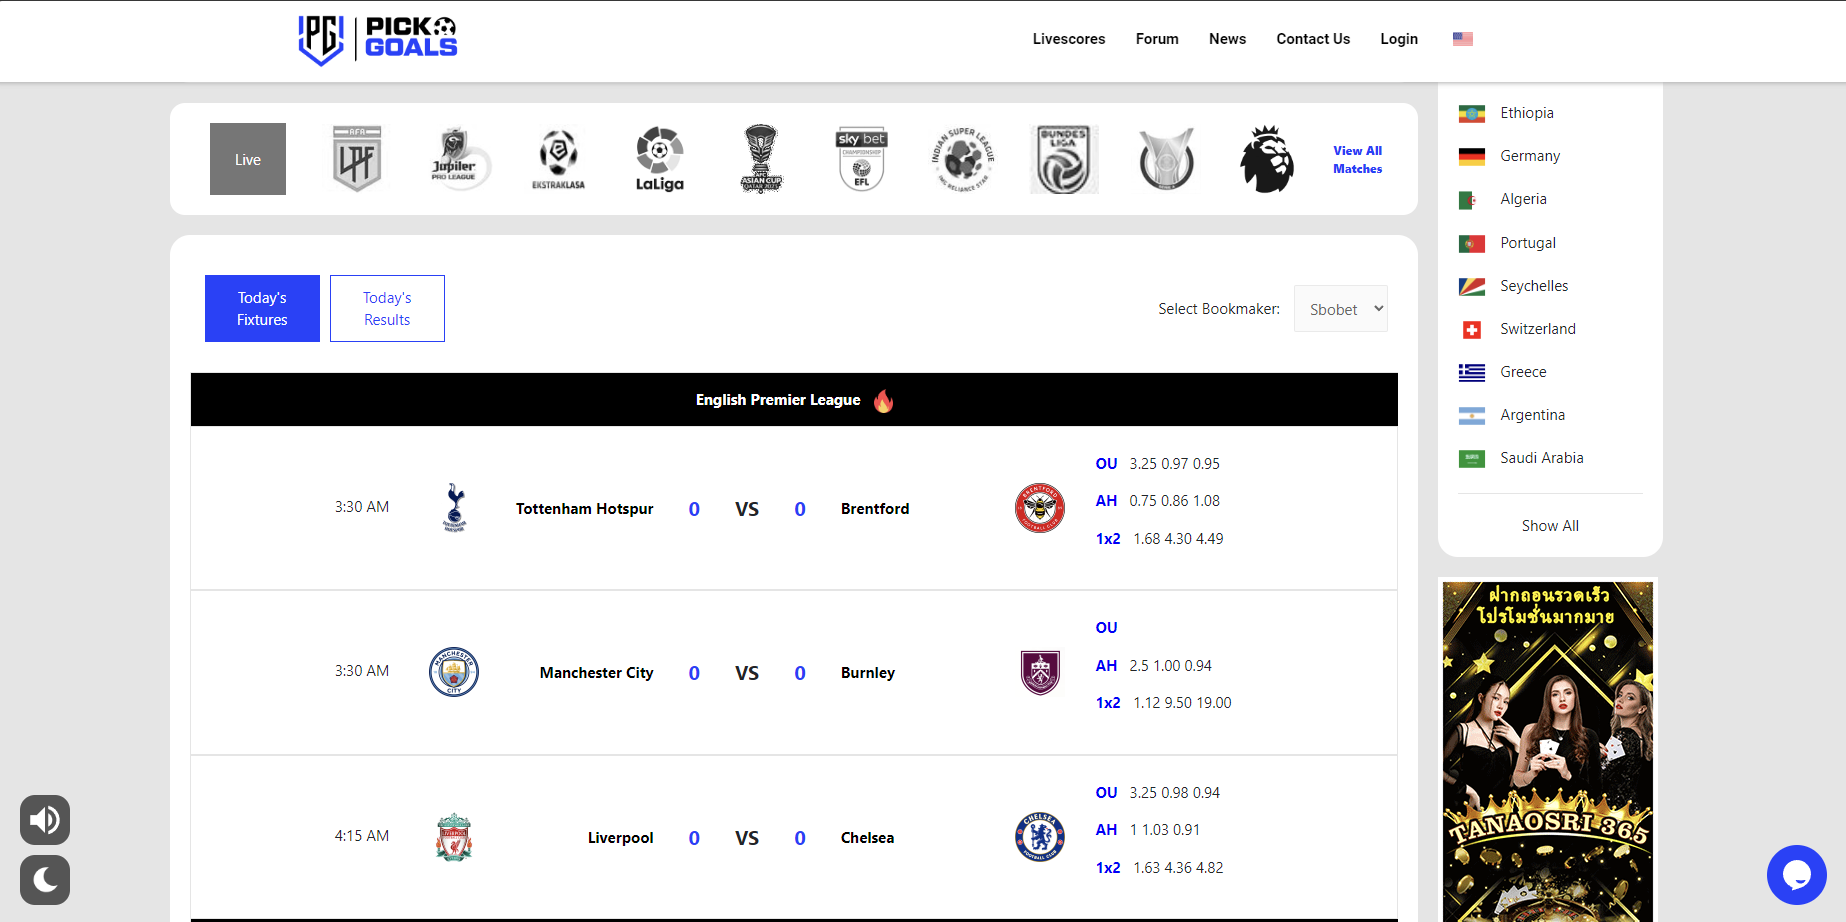 PG PICK GOALS
Livescores Forum News Contact Us Login
Live
AFA LPF
Jupiler PRO LEAGUE
EKSTRAKLASA
LaLiga
AFC ASIAN CUP QATAR 2023
sky bet CHAMPIONSHIP EFL
INDIAN SUPER LEAGUE
BUNDES LIGA
View All
Matches
Today's
Fixtures
Today's
Results
Select Bookmaker: Sbobet
English Premier League
3:30 AM Tottenham Hotspur 0 VS 0 Brentford
OU 3.25 0.97 0.95
AH 0.75 0.86 1.08
1x2 1.68 4.30 4.49
3:30 AM Manchester City 0 VS 0 Burnley
OU
AH 2.5 1.00 0.94
1x2 1.12 9.50 19.00
4:15 AM Liverpool 0 VS 0 Chelsea
OU 3.25 0.98 0.94
AH 1 1.03 0.91
1x2 1.63 4.36 4.82
Ethiopia
Germany
Algeria
Portugal
Seychelles
Switzerland
Greece
Argentina
Saudi Arabia
Show All
ฝากถอนรวดเร็ว
โปรโมชั่นมากมาย
TANAOSRI 365